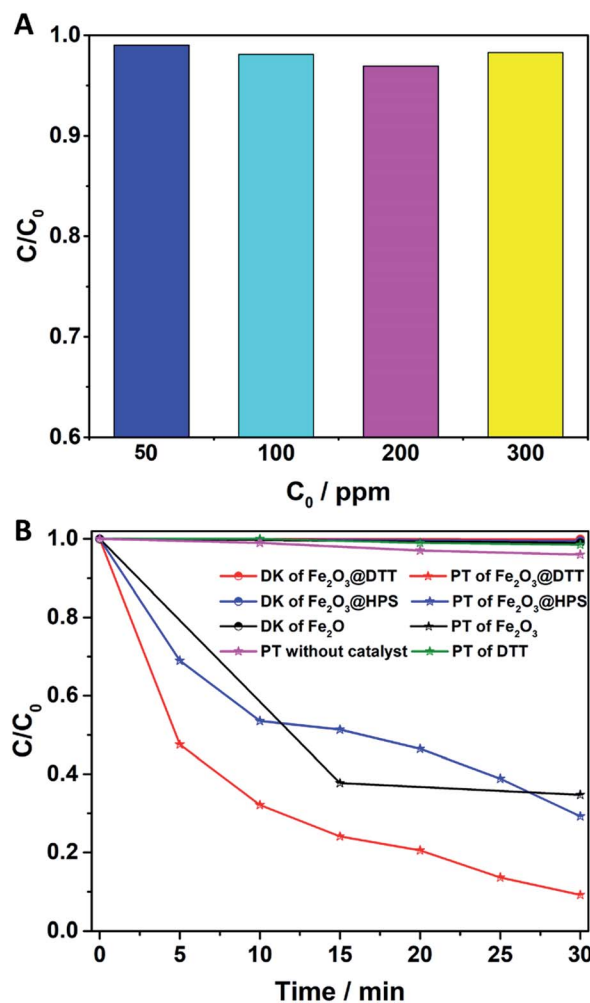 A
1.0
0.9
0.8
0.7
0.6
C/C₀
50 100 200 300
C₀ / ppm
B
1.0
0.8
0.6
0.4
0.2
0.0
C/C₀
DK of Fe₂O₃@DTT PT of Fe₂O₃@DTT
DK of Fe₂O₃@HPS PT of Fe₂O₃@HPS
DK of Fe₂O PT of Fe₂O₃
PT without catalyst PT of DTT
0 5 10 15 20 25 30
Time / min